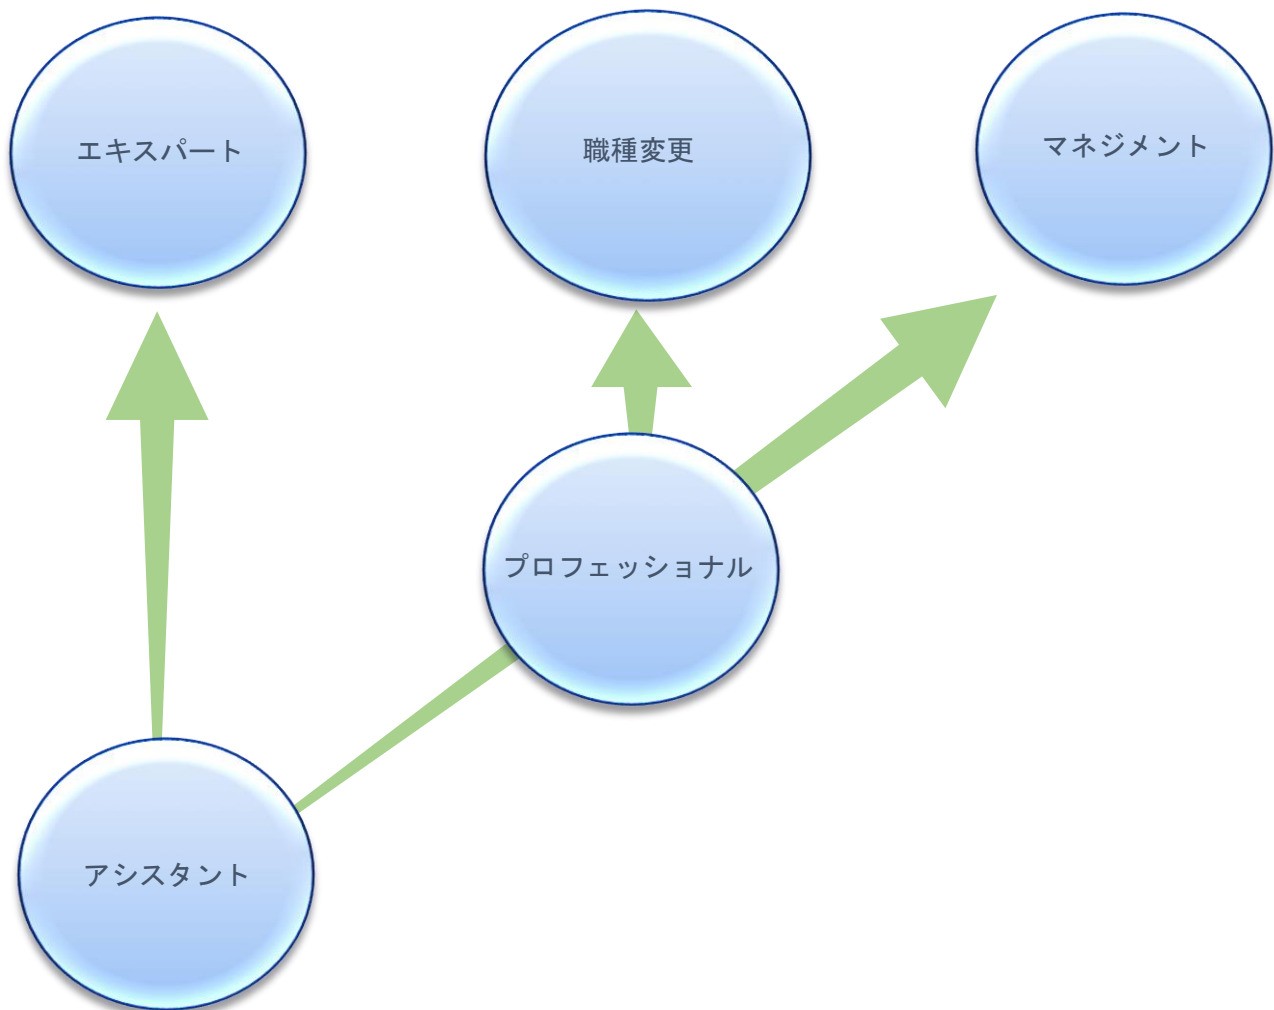 エキスパート
職種変更
マネジメント
プロフェッショナル
アシスタント